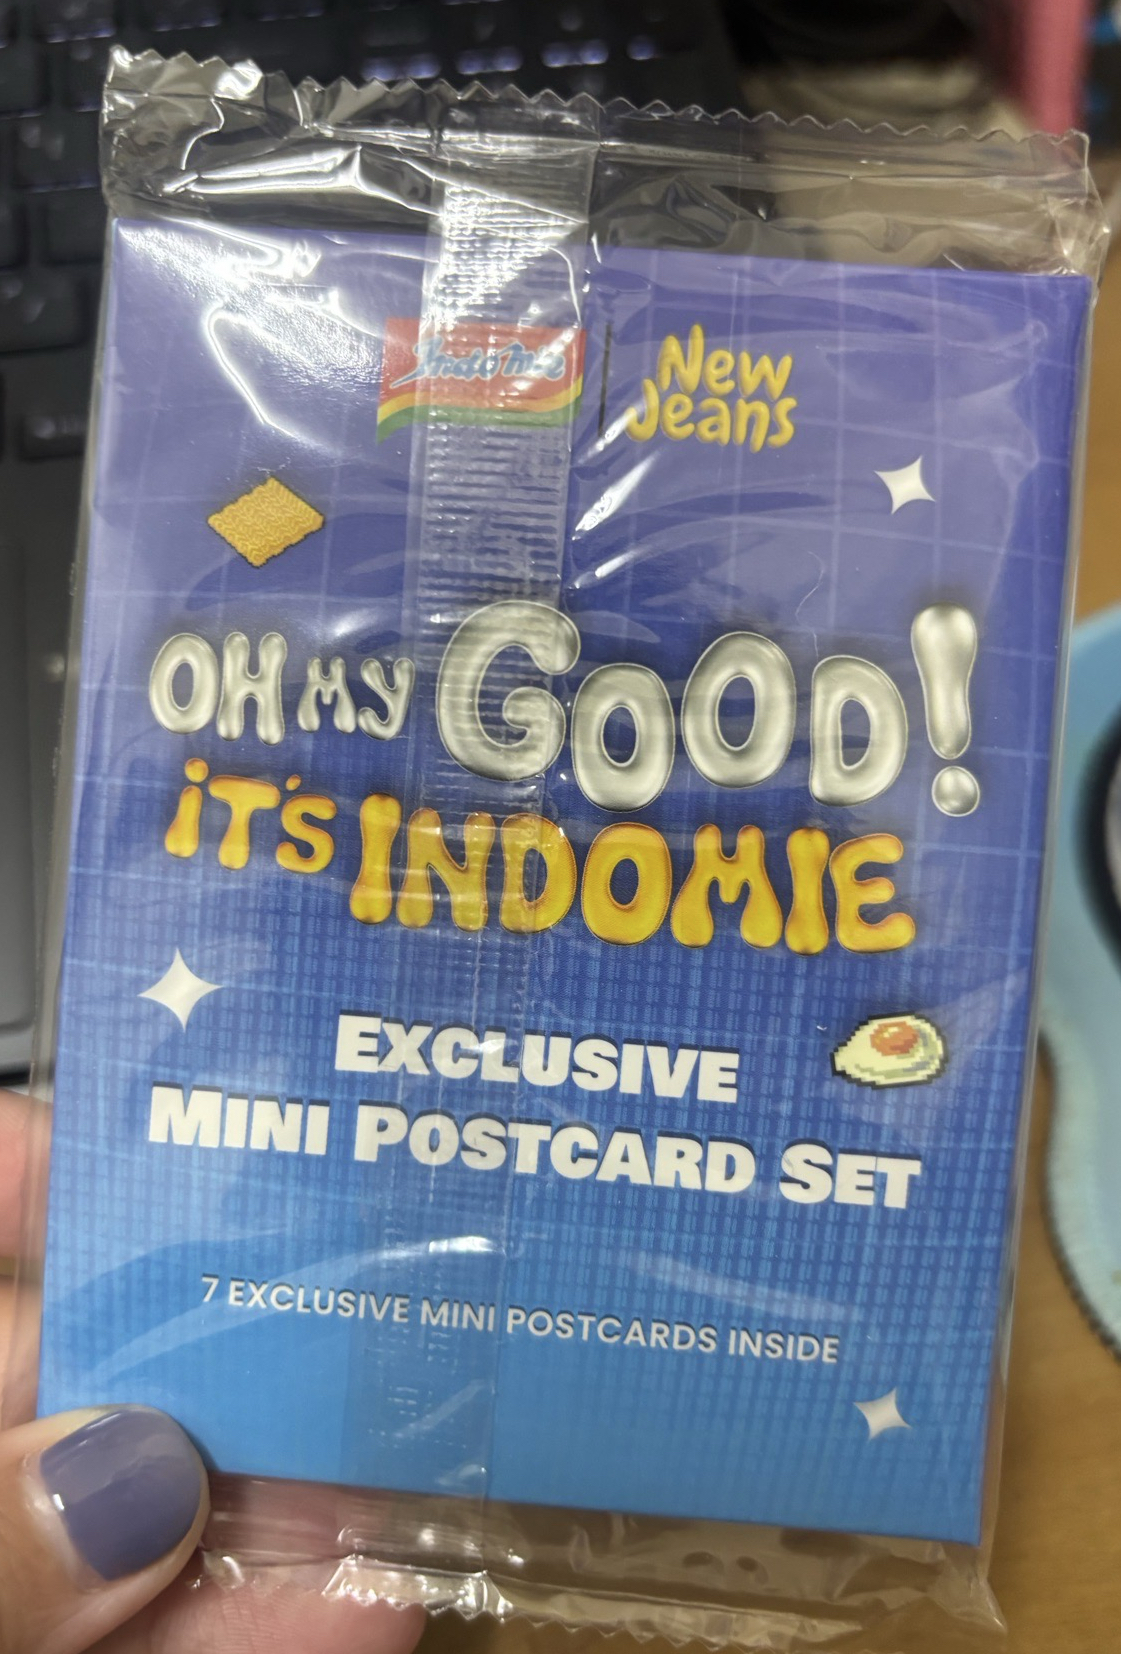 Indomie
New
Jeans
OH MY GOOD!
iT's INDOMIE
EXCLUSIVE
MINI POSTCARD SET
7 EXCLUSIVE MINI POSTCARDS INSIDE